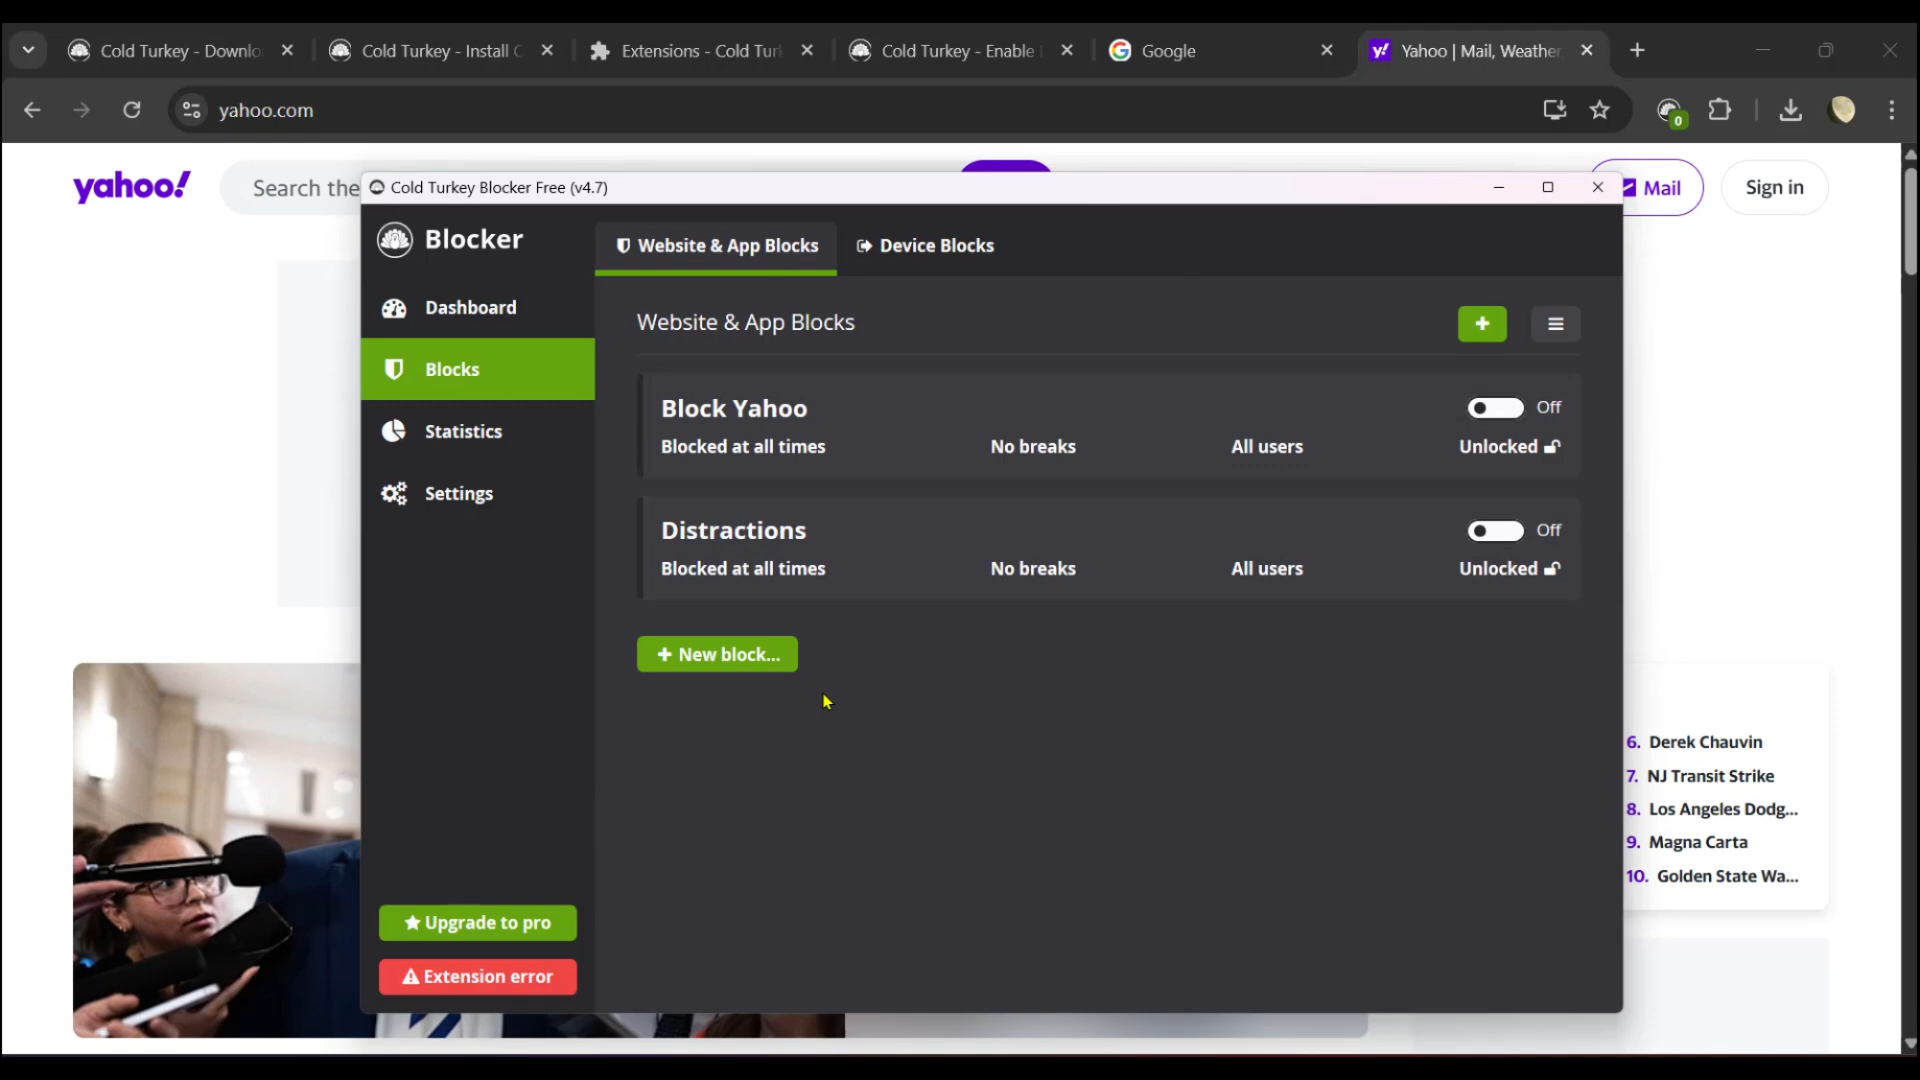 Cold Turkey - Downlo
Cold Turkey - Install C
Extensions - Cold Turk
Cold Turkey - Enable
Google
Yahoo | Mail, Weather
yahoo.com
0
yahoo!
Search the
Mail
Sign in
Cold Turkey Blocker Free (v4.7)
Blocker
Website & App Blocks
Device Blocks
Dashboard
Blocks
Statistics
Settings
Website & App Blocks
Block Yahoo
Off
Blocked at all times
No breaks
All users
Unlocked
Distractions
Off
Blocked at all times
No breaks
All users
Unlocked
+ New block...
Upgrade to pro
Extension error
6. Derek Chauvin
7. NJ Transit Strike
8. Los Angeles Dodg...
9. Magna Carta
10. Golden State Wa...